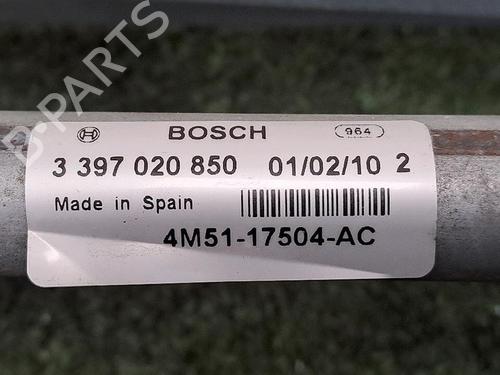 B-PARTS
BOSCH 964
3 397 020 850 01/02/10 2
Made in Spain
4M51-17504-AC